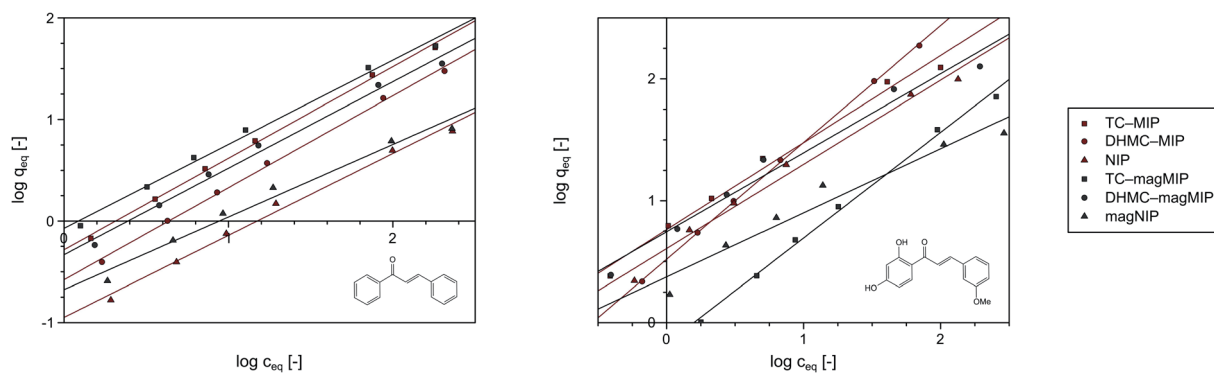 2
1
0
-1
0
1
2
log q_eq [-]
log c_eq [-]
O
2
1
0
0
1
2
log q_eq [-]
log c_eq [-]
OH
O
HO
OMe
TC–MIP
DHMC–MIP
NIP
TC–magMIP
DHMC–magMIP
magNIP